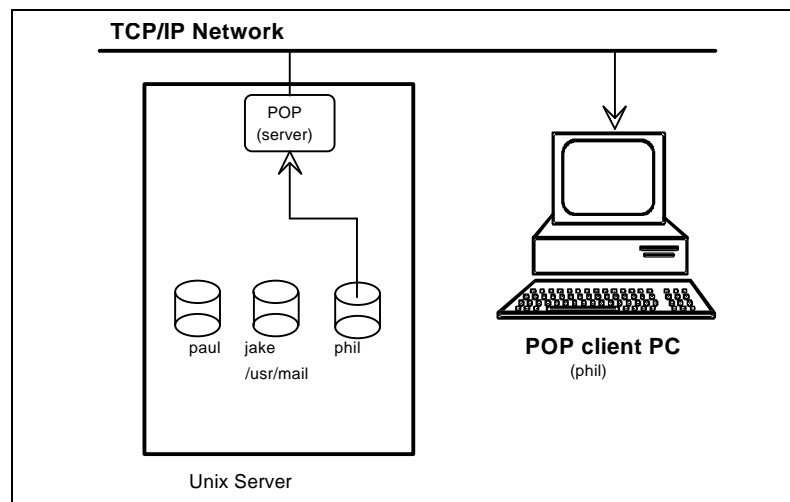 TCP/IP Network
POP
(server)
paul jake phil
/usr/mail
Unix Server
POP client PC
(phil)